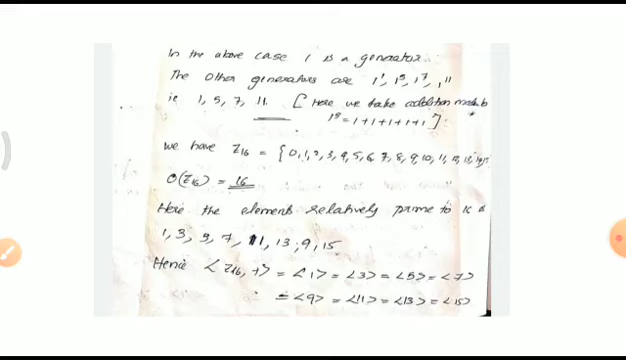 In the above case 1 is a generator.
The other generators are 1¹, 1⁵, 1⁷, 1¹¹
ie 1, 5, 7, 11. [Here we take addition modulo
1⁵ = 1+1+1+1+1]
we have Z₁₆ = {0, 1, 2, 3, 4, 5, 6, 7, 8, 9, 10, 11, 12, 13, 14, 15
O(Z₁₆) = 16
Here the elements relatively prime to 16 is
1, 3, 5, 7, 11, 13, 9, 15
Hence <Z₁₆, +> = <1> = <3> = <5> = <7>
= <9> = <11> = <13> = <15>